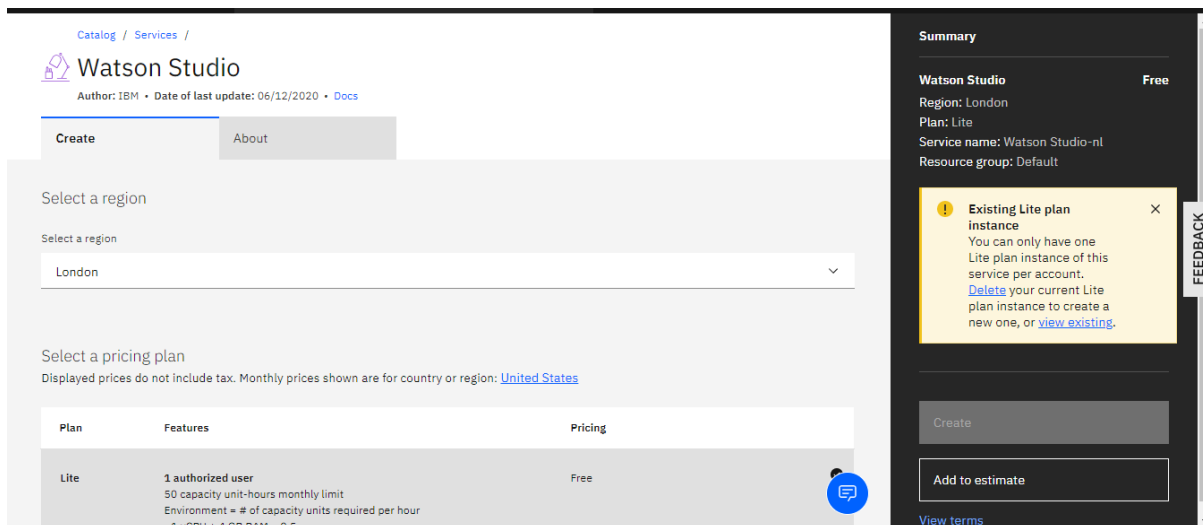 Catalog / Services /
Watson Studio
Author: IBM • Date of last update: 06/12/2020 • Docs
Create
About
Select a region
Select a region
London
Select a pricing plan
Displayed prices do not include tax. Monthly prices shown are for country or region: United States
Plan Features Pricing
Lite 1 authorized user Free
50 capacity unit-hours monthly limit
Environment = # of capacity units required per hour
Summary
Watson Studio Free
Region: London
Plan: Lite
Service name: Watson Studio-nl
Resource group: Default
Existing Lite plan
instance
You can only have one
Lite plan instance of this
service per account.
Delete your current Lite
plan instance to create a
new one, or view existing.
Create
Add to estimate
View terms
FEEDBACK